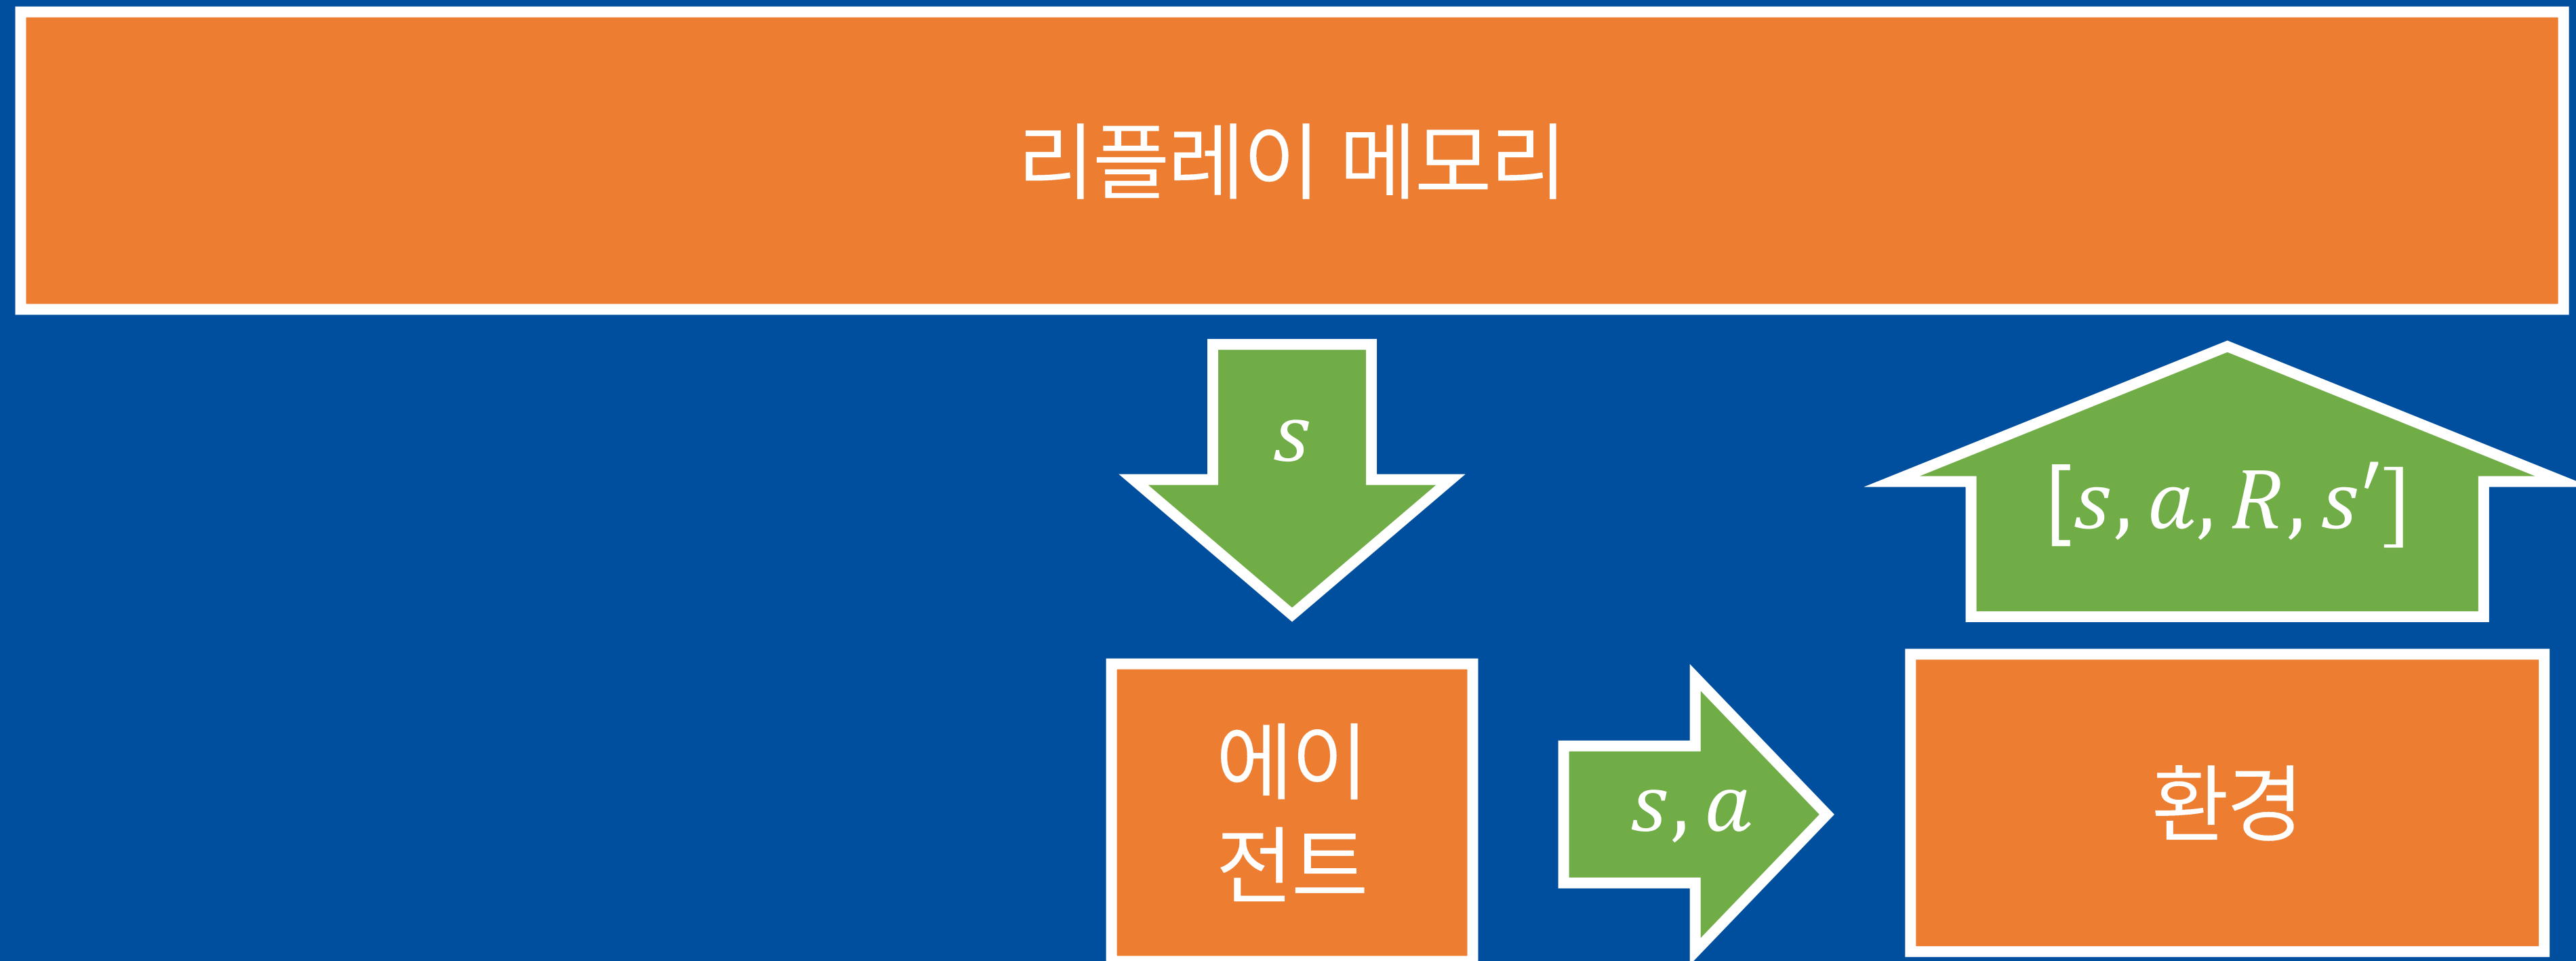 리플레이 메모리
s
[s, a, R, s′]
에이
전트
s, a
환경